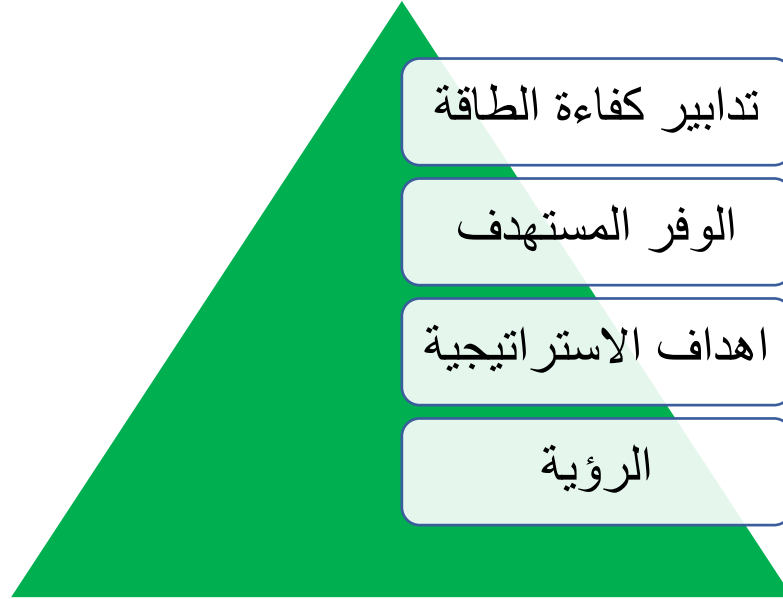 تدابير كفاءة الطاقة
الوفر المستهدف
اهداف الاستراتيجية
الرؤية